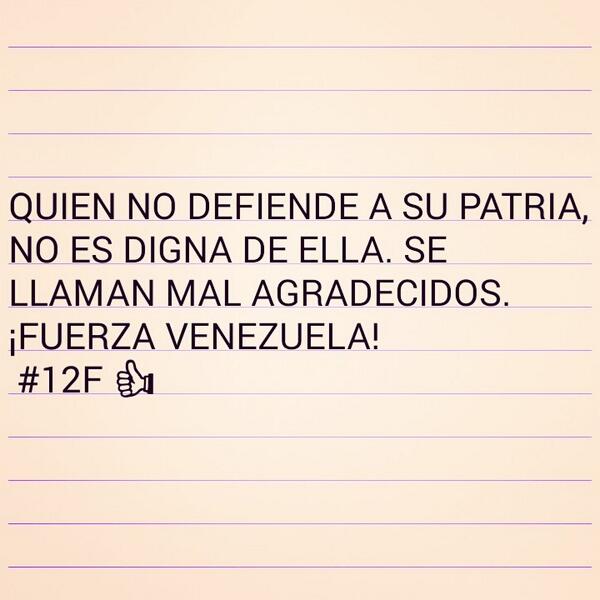 QUIEN NO DEFIENDE A SU PATRIA,
NO ES DIGNA DE ELLA. SE
LLAMAN MAL AGRADECIDOS.
¡FUERZA VENEZUELA!
#12F 👍